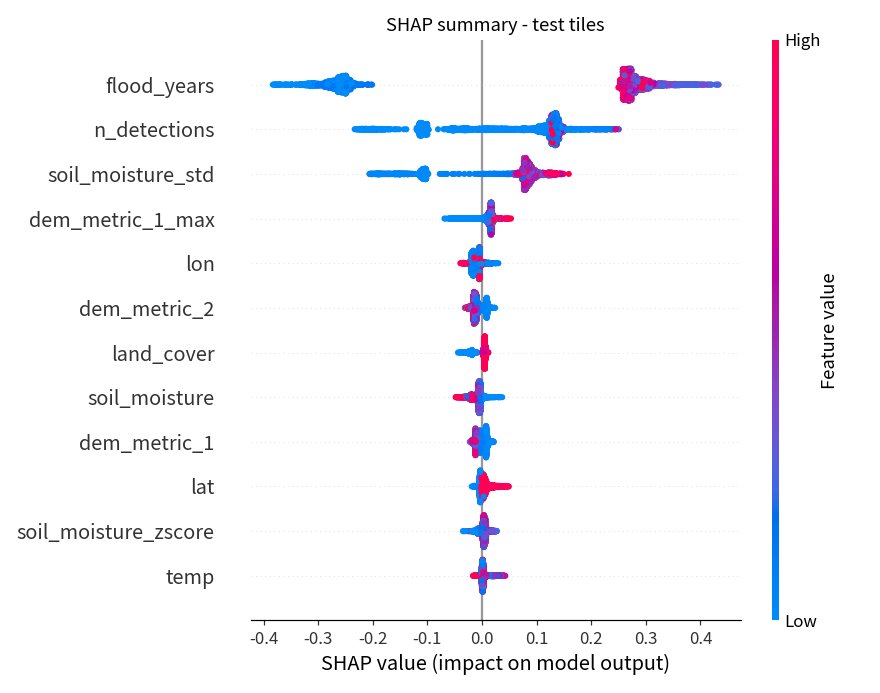 SHAP summary - test tiles
High
flood_years
n_detections
soil_moisture_std
dem_metric_1_max
lon
dem_metric_2
land_cover
soil_moisture
dem_metric_1
lat
soil_moisture_zscore
temp
Feature value
Low
-0.4 -0.3 -0.2 -0.1 0.0 0.1 0.2 0.3 0.4
SHAP value (impact on model output)